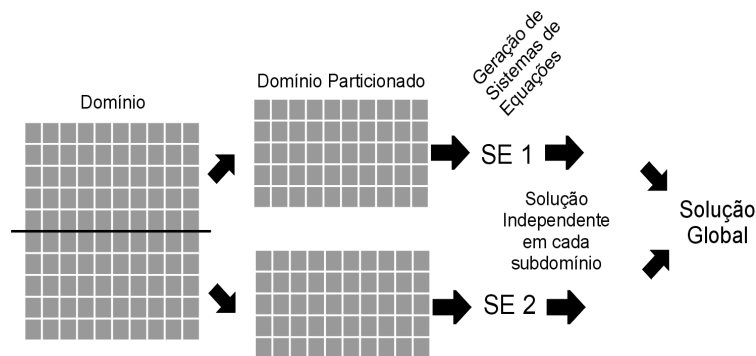 Domínio
Domínio Particionado
Geração de
Sistemas de
Equações
SE 1
Solução
Independente
em cada
subdomínio
SE 2
Solução
Global